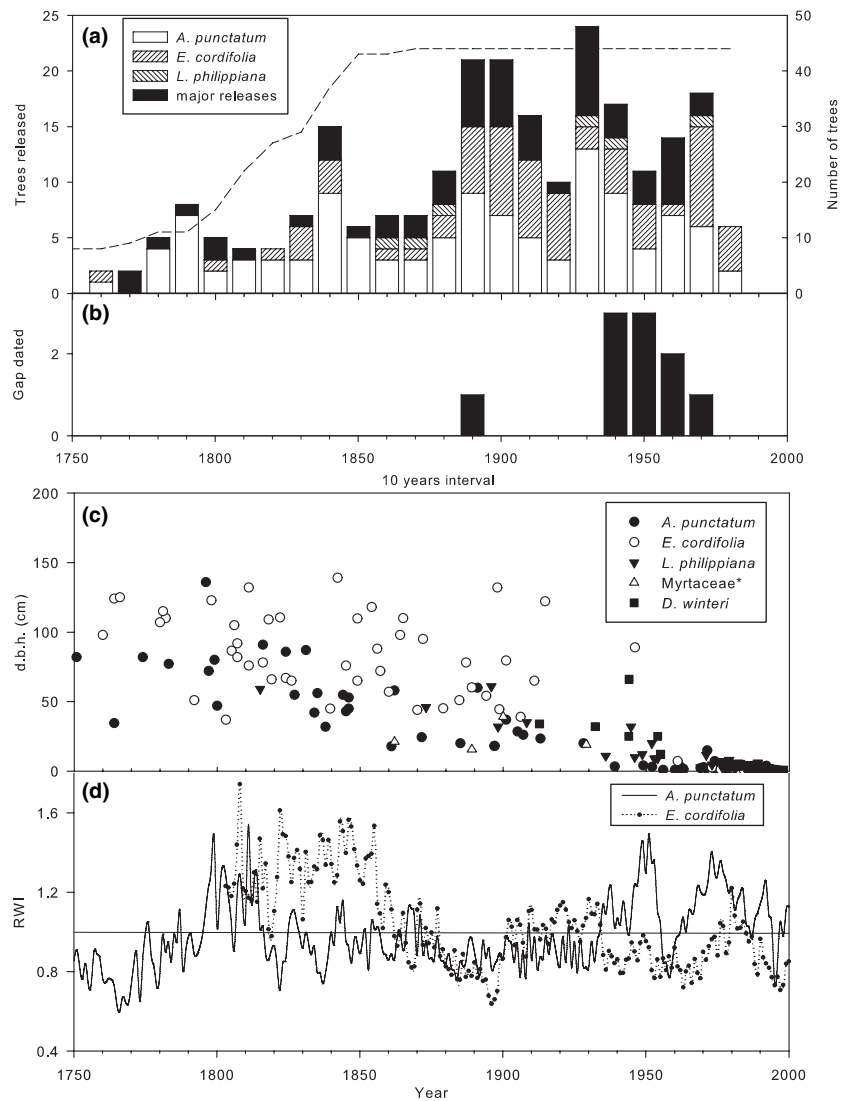 (a)
A. punctatum
E. cordifolia
L. philippiana
major releases
Trees released
25
20
15
10
5
0
Number of trees
50
40
30
20
10
0
(b)
Gap dated
2
0
1750
1800
1850
1900
1950
2000
10 years interval
(c)
A. punctatum
E. cordifolia
L. philippiana
Myrtaceae*
D. winteri
d.b.h. (cm)
200
150
100
50
0
(d)
A. punctatum
E. cordifolia
RWI
1.6
1.2
0.8
0.4
1750
1800
1850
1900
1950
2000
Year